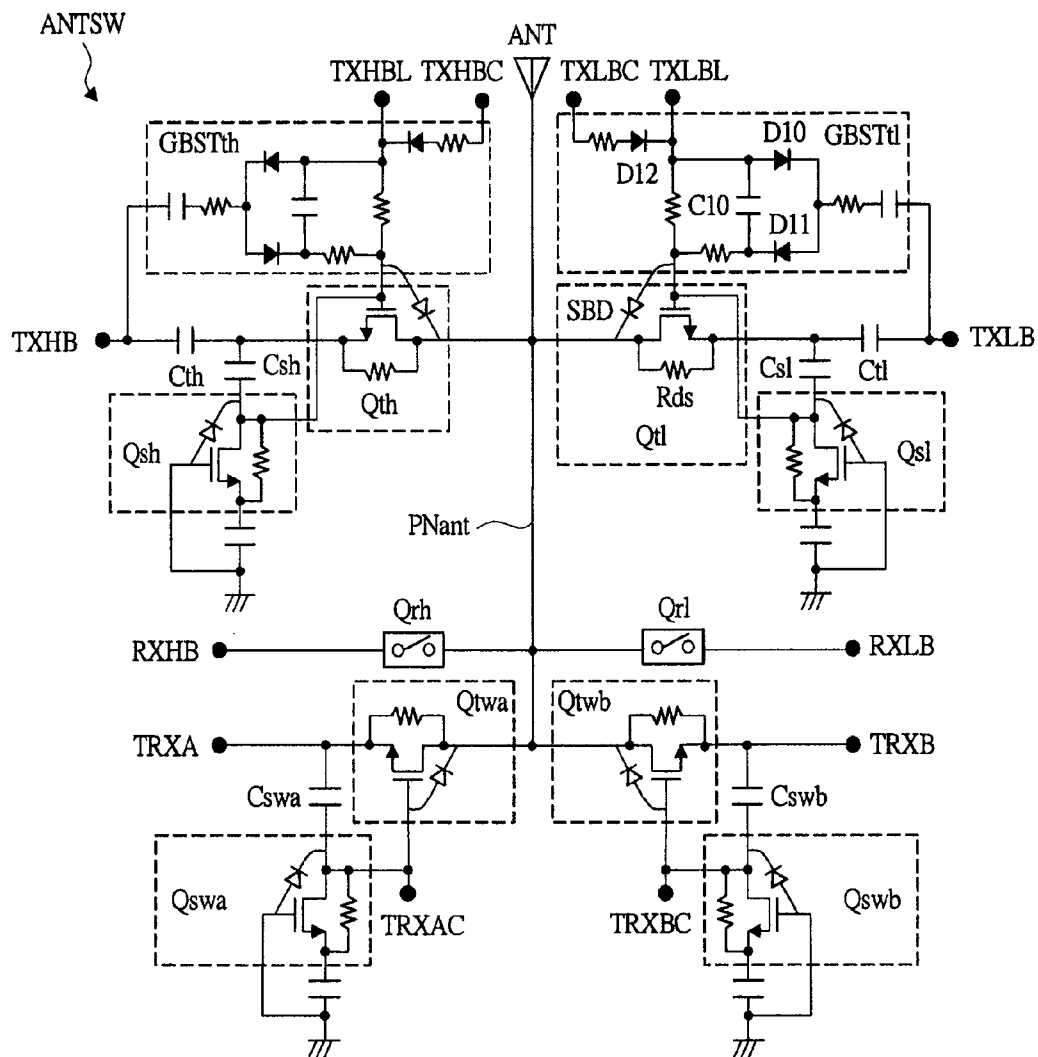 ANTSW
ANT
TXHBL TXHBC TXLBC TXLBL
GBSTth D10 GBSTtl
D12
C10
D11
SBD
TXHB TXLB
Cth Csh Csl Ctl
Qth Rds
Qsh Qtl Qsl
PNant
Qrh Qrl
RXHB RXLB
Qtwa Qtwb
TRXA TRXB
Cswa Cswb
Qswa Qswb
TRXAC TRXBC